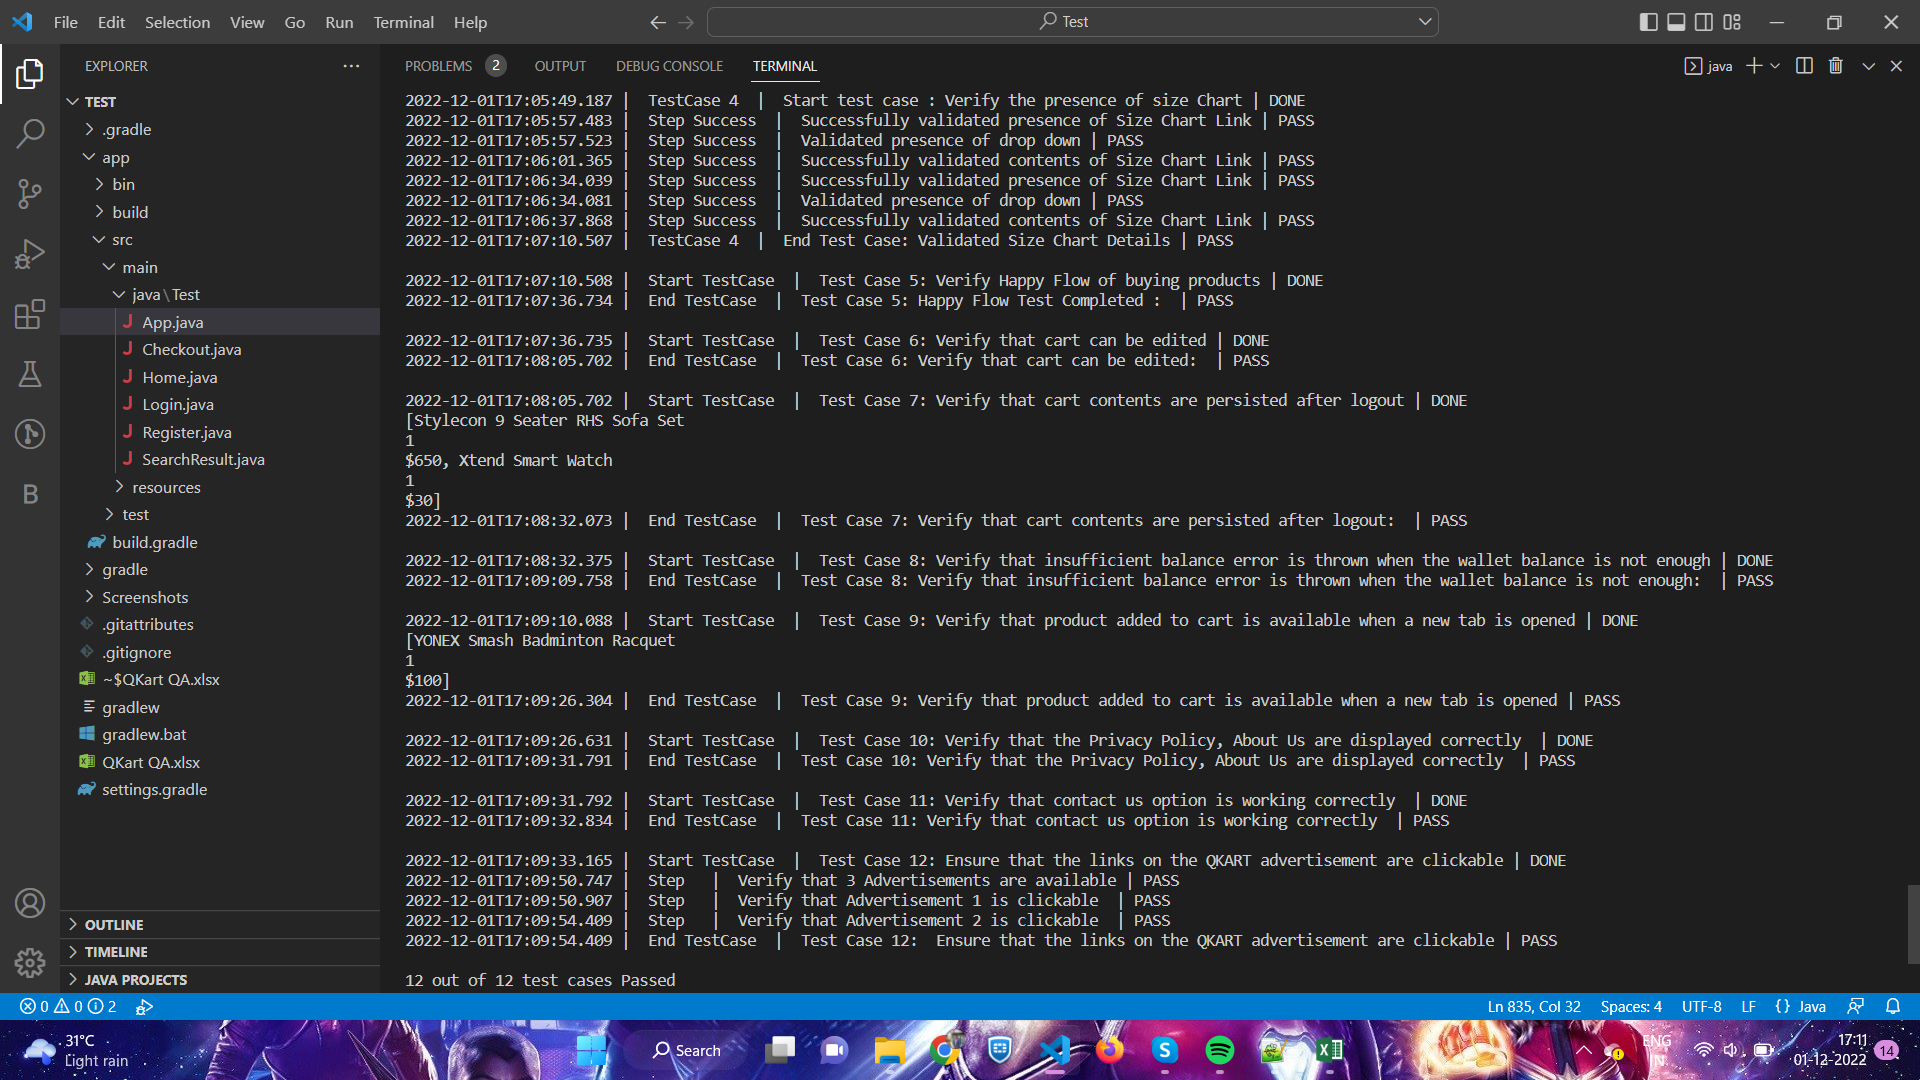 File Edit Selection View Go Run Terminal Help
Test
EXPLORER
TEST
.gradle
app
bin
build
src
main
java\Test
App.java
Checkout.java
Home.java
Login.java
Register.java
SearchResult.java
resources
test
build.gradle
gradle
Screenshots
.gitattributes
.gitignore
~$QKart QA.xlsx
gradlew
gradlew.bat
QKart QA.xlsx
settings.gradle
OUTLINE
TIMELINE
JAVA PROJECTS
PROBLEMS 2 OUTPUT DEBUG CONSOLE TERMINAL
java
2022-12-01T17:05:49.187 | TestCase 4 | Start test case : Verify the presence of size Chart | DONE
2022-12-01T17:05:57.483 | Step Success | Successfully validated presence of Size Chart Link | PASS
2022-12-01T17:05:57.523 | Step Success | Validated presence of drop down | PASS
2022-12-01T17:06:01.365 | Step Success | Successfully validated contents of Size Chart Link | PASS
2022-12-01T17:06:34.039 | Step Success | Successfully validated presence of Size Chart Link | PASS
2022-12-01T17:06:34.081 | Step Success | Validated presence of drop down | PASS
2022-12-01T17:06:37.868 | Step Success | Successfully validated contents of Size Chart Link | PASS
2022-12-01T17:07:10.507 | TestCase 4 | End Test Case: Validated Size Chart Details | PASS
2022-12-01T17:07:10.508 | Start TestCase | Test Case 5: Verify Happy Flow of buying products | DONE
2022-12-01T17:07:36.734 | End TestCase | Test Case 5: Happy Flow Test Completed : | PASS
2022-12-01T17:07:36.735 | Start TestCase | Test Case 6: Verify that cart can be edited | DONE
2022-12-01T17:08:05.702 | End TestCase | Test Case 6: Verify that cart can be edited: | PASS
2022-12-01T17:08:05.702 | Start TestCase | Test Case 7: Verify that cart contents are persisted after logout | DONE
[Stylecon 9 Seater RHS Sofa Set
1
$650, Xtend Smart Watch
1
$30]
2022-12-01T17:08:32.073 | End TestCase | Test Case 7: Verify that cart contents are persisted after logout: | PASS
2022-12-01T17:08:32.375 | Start TestCase | Test Case 8: Verify that insufficient balance error is thrown when the wallet balance is not enough | DONE
2022-12-01T17:09:09.758 | End TestCase | Test Case 8: Verify that insufficient balance error is thrown when the wallet balance is not enough: | PASS
2022-12-01T17:09:10.088 | Start TestCase | Test Case 9: Verify that product added to cart is available when a new tab is opened | DONE
[YONEX Smash Badminton Racquet
1
$100]
2022-12-01T17:09:26.304 | End TestCase | Test Case 9: Verify that product added to cart is available when a new tab is opened | PASS
2022-12-01T17:09:26.631 | Start TestCase | Test Case 10: Verify that the Privacy Policy, About Us are displayed correctly | DONE
2022-12-01T17:09:31.791 | End TestCase | Test Case 10: Verify that the Privacy Policy, About Us are displayed correctly | PASS
2022-12-01T17:09:31.792 | Start TestCase | Test Case 11: Verify that contact us option is working correctly | DONE
2022-12-01T17:09:32.834 | End TestCase | Test Case 11: Verify that contact us option is working correctly | PASS
2022-12-01T17:09:33.165 | Start TestCase | Test Case 12: Ensure that the links on the QKART advertisement are clickable | DONE
2022-12-01T17:09:50.747 | Step | Verify that 3 Advertisements are available | PASS
2022-12-01T17:09:50.907 | Step | Verify that Advertisement 1 is clickable | PASS
2022-12-01T17:09:54.409 | Step | Verify that Advertisement 2 is clickable | PASS
2022-12-01T17:09:54.409 | End TestCase | Test Case 12: Ensure that the links on the QKART advertisement are clickable | PASS
12 out of 12 test cases Passed
0 0 2
Ln 835, Col 32 Spaces: 4 UTF-8 LF {} Java
31°C
Light rain
Search
ENG
IN
17:11
01-12-2022
14